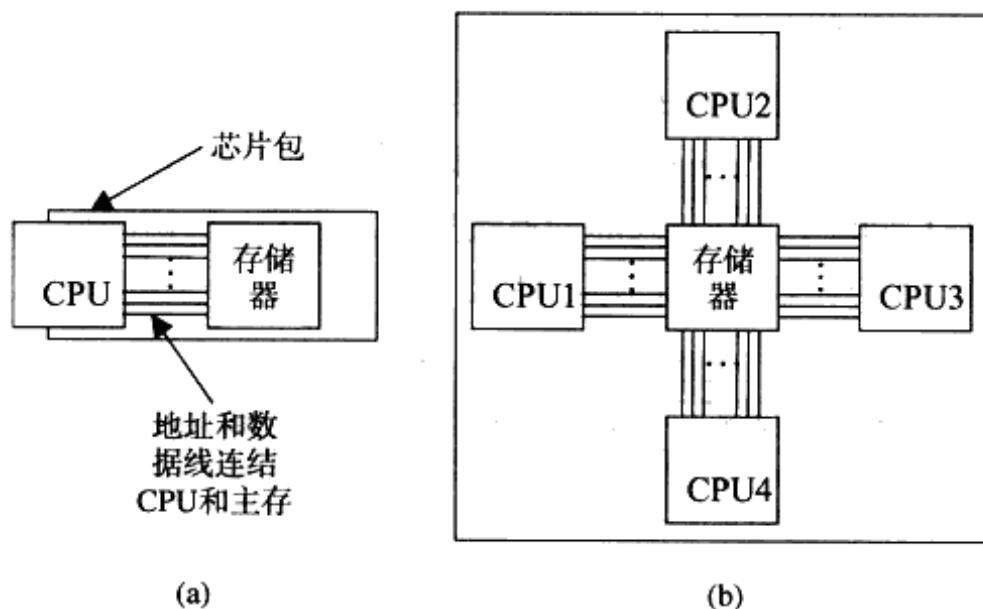 芯片包
CPU
存储
器
地址和数
据线连结
CPU和主存
(a)
CPU2
CPU1
存储
器
CPU3
CPU4
(b)